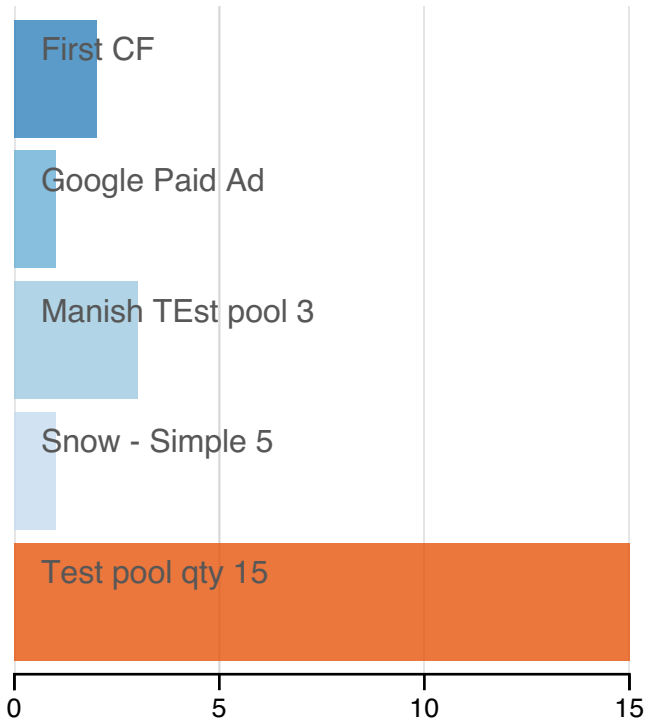 First CF
Google Paid Ad
Manish TEst pool 3
Snow - Simple 5
Test pool qty 15
0 5 10 15